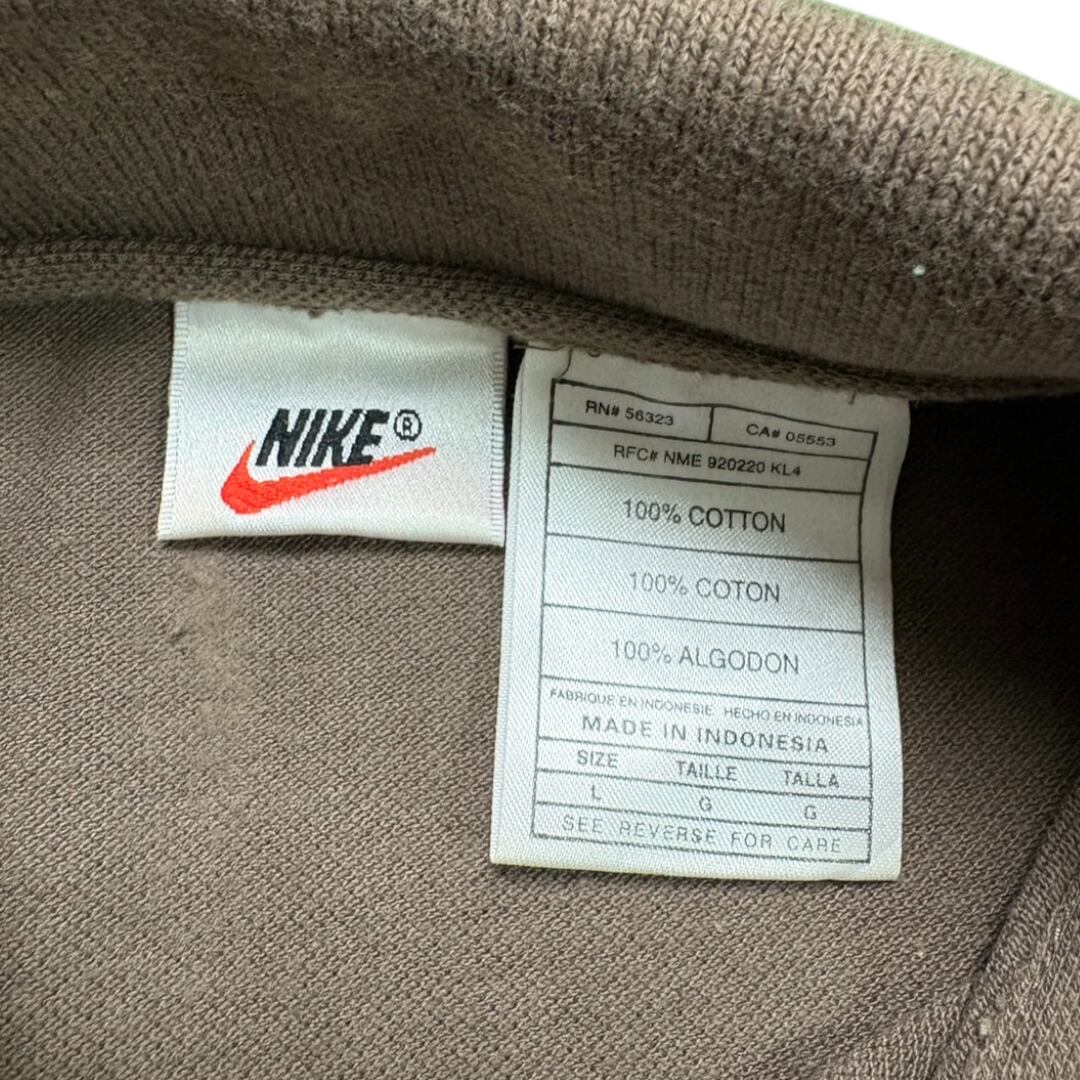 NIKE®
RN# 56323 CA# 05553
RFC# NME 920220 KL4
100% COTTON
100% COTON
100% ALGODON
FABRIQUE EN INDONESIE HECHO EN INDONESIA
MADE IN INDONESIA
SIZE TAILLE TALLA
L G G
SEE REVERSE FOR CARE